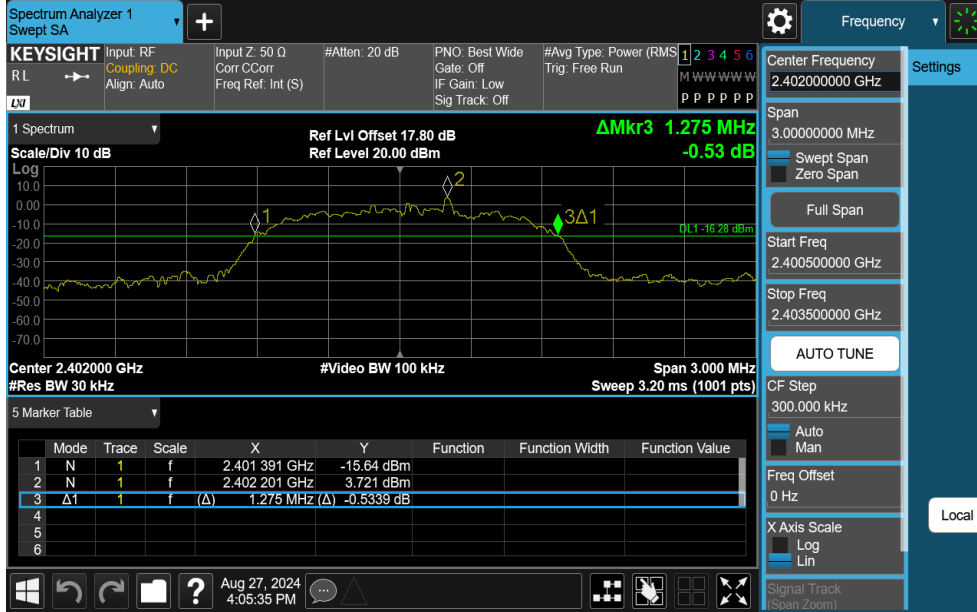 Spectrum Analyzer 1
Swept SA
+
Frequency
KEYSIGHT
R L
LXI
Input: RF
Coupling: DC
Align: Auto
Input Z: 50 Ω
Corr CCorr
Freq Ref: Int (S)
#Atten: 20 dB
PNO: Best Wide
Gate: Off
IF Gain: Low
Sig Track: Off
#Avg Type: Power (RMS
Trig: Free Run
1 2 3 4 5 6
M W W W W W
P P P P P P
Center Frequency
2.402000000 GHz
Settings
Span
3.00000000 MHz
Swept Span
Zero Span
Full Span
Start Freq
2.400500000 GHz
Stop Freq
2.403500000 GHz
AUTO TUNE
CF Step
300.000 kHz
Auto
Man
Freq Offset
0 Hz
X Axis Scale
Log
Lin
Signal Track
(Span Zoom)
Local
1 Spectrum
Scale/Div 10 dB
Ref Lvl Offset 17.80 dB
Ref Level 20.00 dBm
ΔMkr3 1.275 MHz
-0.53 dB
Log
10.0
0.00
-10.0
-20.0
-30.0
-40.0
-50.0
-60.0
-70.0
1
2
3Δ1
DL1 -16.28 dBm
Center 2.402000 GHz
#Res BW 30 kHz
#Video BW 100 kHz
Span 3.000 MHz
Sweep 3.20 ms (1001 pts)
5 Marker Table
Mode Trace Scale X Y Function Function Width Function Value
1 N 1 f 2.401 391 GHz -15.64 dBm
2 N 1 f 2.402 201 GHz 3.721 dBm
3 Δ1 1 f (Δ) 1.275 MHz (Δ) -0.5339 dB
4
5
6
?
Aug 27, 2024
4:05:35 PM